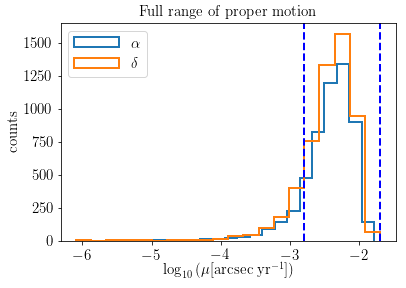 Full range of proper motion
1500
1250
1000
750
500
250
0
counts
α
δ
−6 −5 −4 −3 −2
log₁₀(μ[arcsec yr⁻¹])